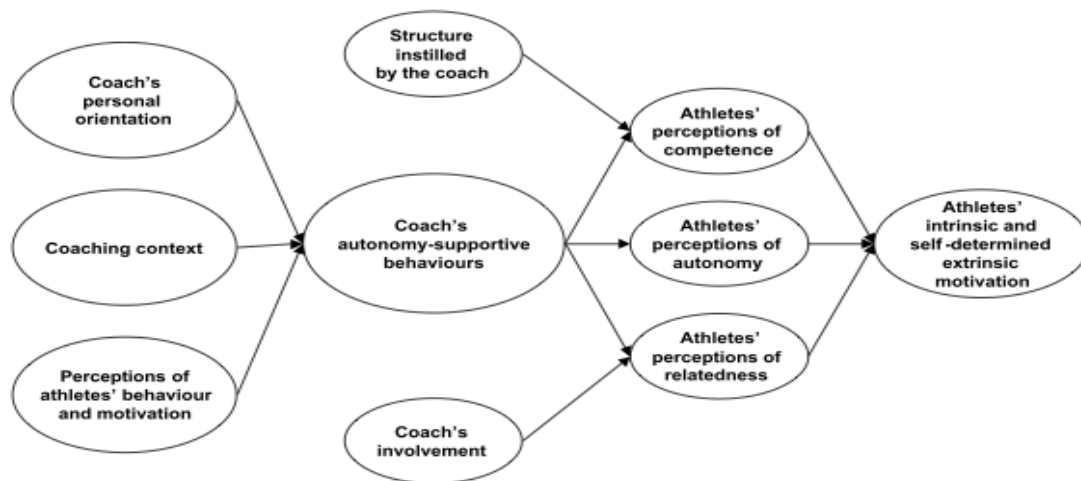 Coach's
personal
orientation
Coaching context
Perceptions of
athletes' behaviour
and motivation
Structure
instilled
by the coach
Coach's
autonomy-supportive
behaviours
Coach's
involvement
Athletes'
perceptions of
competence
Athletes'
perceptions of
autonomy
Athletes'
perceptions of
relatedness
Athletes'
intrinsic and
self -determined
extrinsic
motivation